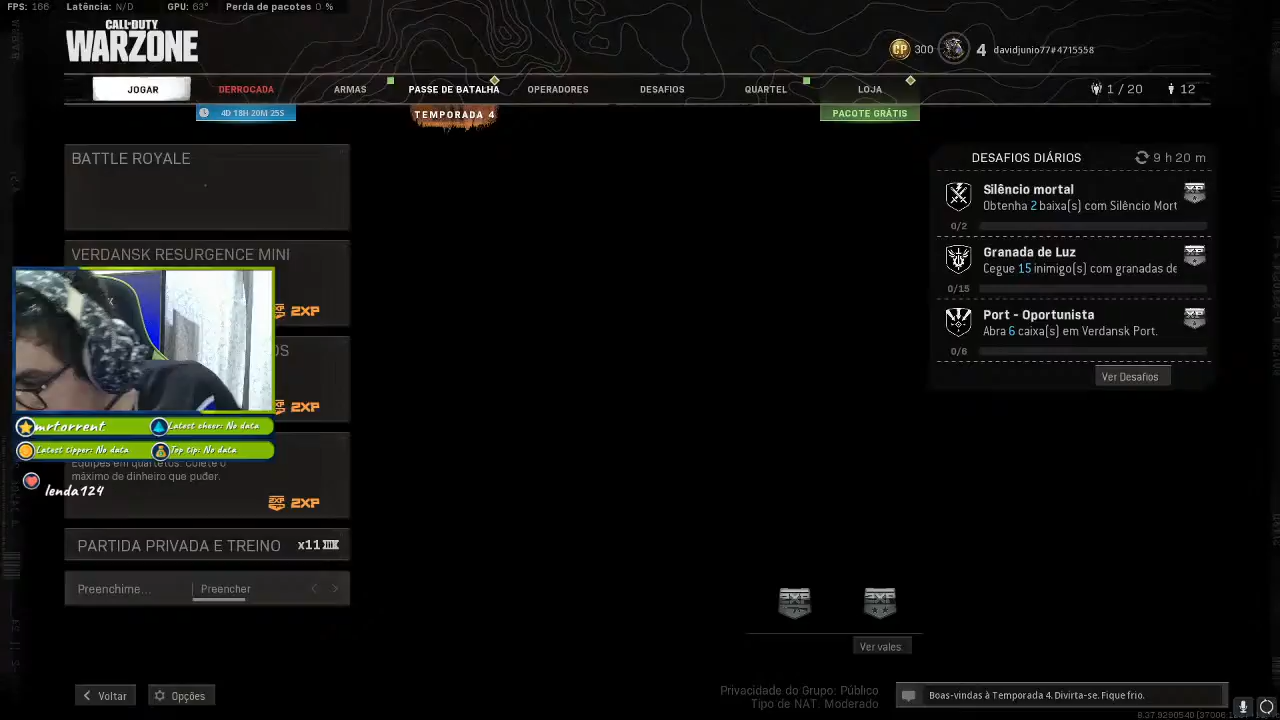 FPS: 166 Latência: N/D GPU: 63° Perda de pacotes 0 %
CALL OF DUTY
WARZONE
CP 300 4 davidjunio77#4715558
JOGAR DERROCADA ARMAS PASSE DE BATALHA OPERADORES DESAFIOS QUARTEL LOJA 1 / 20 12
4D 18H 20M 25S TEMPORADA 4 PACOTE GRÁTIS
BATTLE ROYALE
VERDANSK RESURGENCE MINI
2XP
OS
2XP
mrtorrent Latest cheer: No data
Latest tipper: No data Top tip: No data
Equipes em quartetos. Colete o
máximo de dinheiro que puder.
lenda124
2XP 2XP
PARTIDA PRIVADA E TREINO x11
Preenchime... Preencher
Voltar Opções
DESAFIOS DIÁRIOS 9 h 20 m
Silêncio mortal
Obtenha 2 baixa(s) com Silêncio Mort
0/2
Granada de Luz
Cegue 15 inimigo(s) com granadas de
0/15
Port - Oportunista
Abra 6 caixa(s) em Verdansk Port.
0/6
Ver Desafios
Ver vales
Privacidade do Grupo: Público
Tipo de NAT. Moderado
Boas-vindas à Temporada 4. Divirta-se. Fique frio.